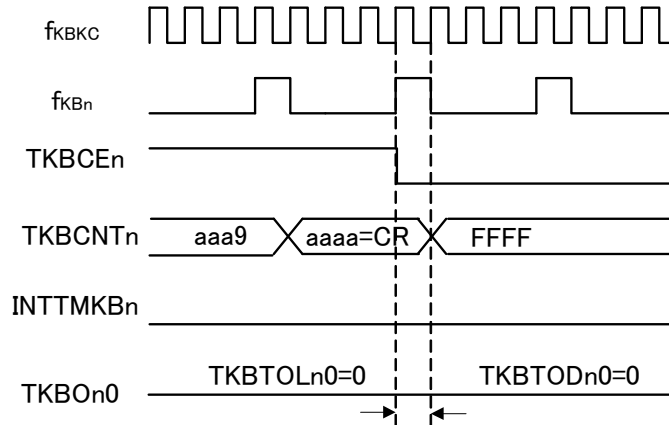 fKBKC
fKBn
TKBCEn
TKBCNTn aaa9 aaaa=CR FFFF
INTTMKBn
TKBOn0 TKBTOLn0=0 TKBTODn0=0